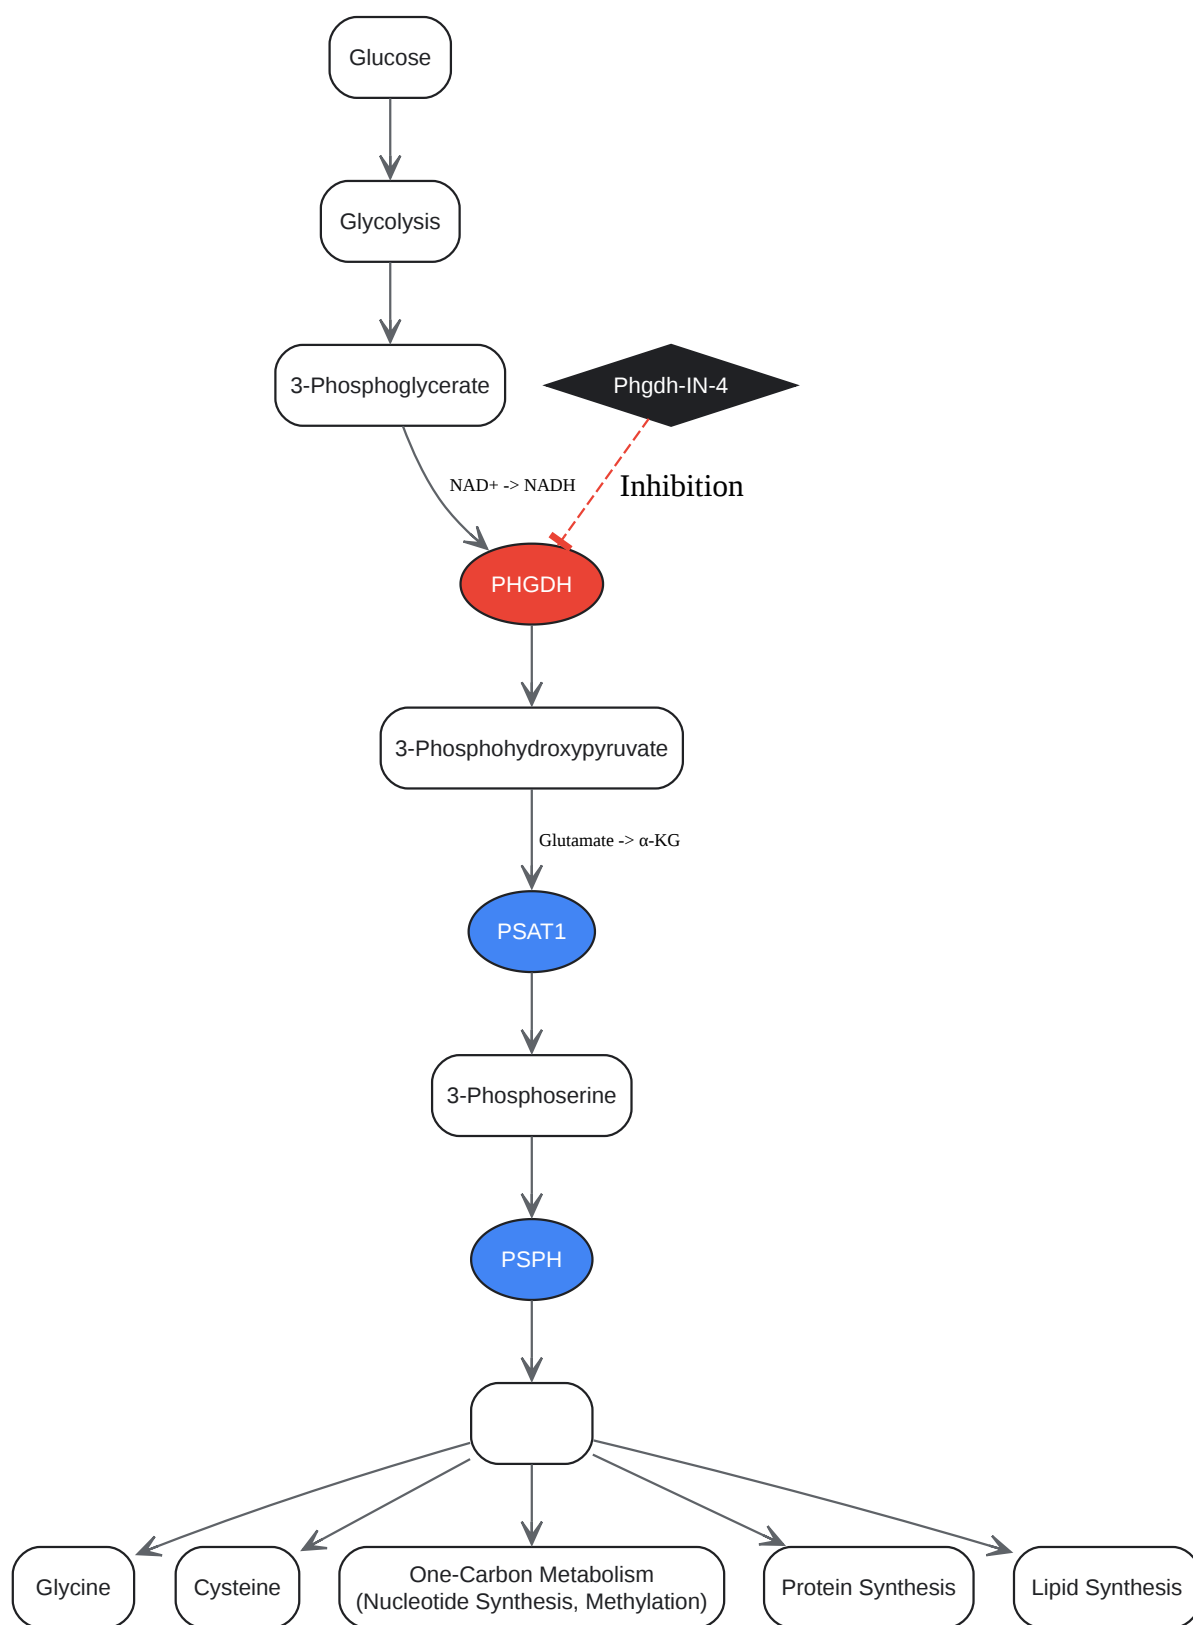 Glucose
Glycolysis
3-Phosphoglycerate
Phgdh-IN-4
NAD+ -> NADH
Inhibition
PHGDH
3-Phosphohydroxypyruvate
Glutamate -> α-KG
PSAT1
3-Phosphoserine
PSPH
Glycine
Cysteine
One-Carbon Metabolism
(Nucleotide Synthesis, Methylation)
Protein Synthesis
Lipid Synthesis